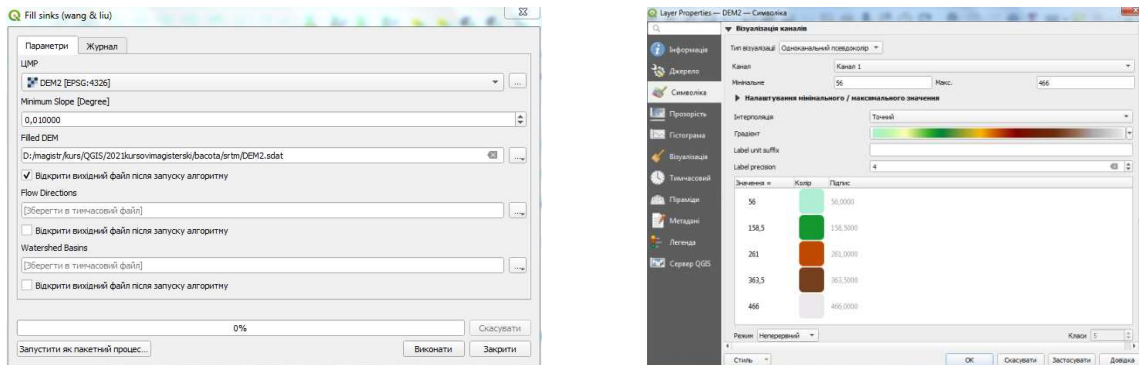 Fill sinks (wang & liu)
Параметри Журнал
ЦМР
DEM2 [EPSG:4326]
Minimum Slope [Degree]
0,010000
Filled DEM
D:/magistr/kurs/QGIS/2021kursovimagisterski/bacota/srtm/DEM2.sdat
Відкрити вихідний файл після запуску алгоритму
Flow Directions
[Зберегти в тимчасовий файл]
Відкрити вихідний файл після запуску алгоритму
Watershed Basins
[Зберегти в тимчасовий файл]
Відкрити вихідний файл після запуску алгоритму
0% Скасувати
Запустити як пакетний процес... Виконати Закрити
Layer Properties — DEM2 — Символіка
Інформація
Джерело
Символіка
Прозорість
Гістограма
Візуалізація
Тимчасовий
Піраміди
Метадані
Легенда
Сервер QGIS
Візуалізація каналів
Тип візуалізації Одноканальний псевдоколір
Канал Канал 1
Мінімальне 56 Макс. 466
Налаштування мінімального / максимального значення
Інтерполяція Точний
Градієнт
Label unit suffix
Label precision 4
Значення = Колір Підпис
56 56,0000
158,5 158,5000
261 261,0000
363,5 363,5000
466 466,0000
Режим Неперервний Класи 5
Стиль OK Скасувати Застосувати Довідка